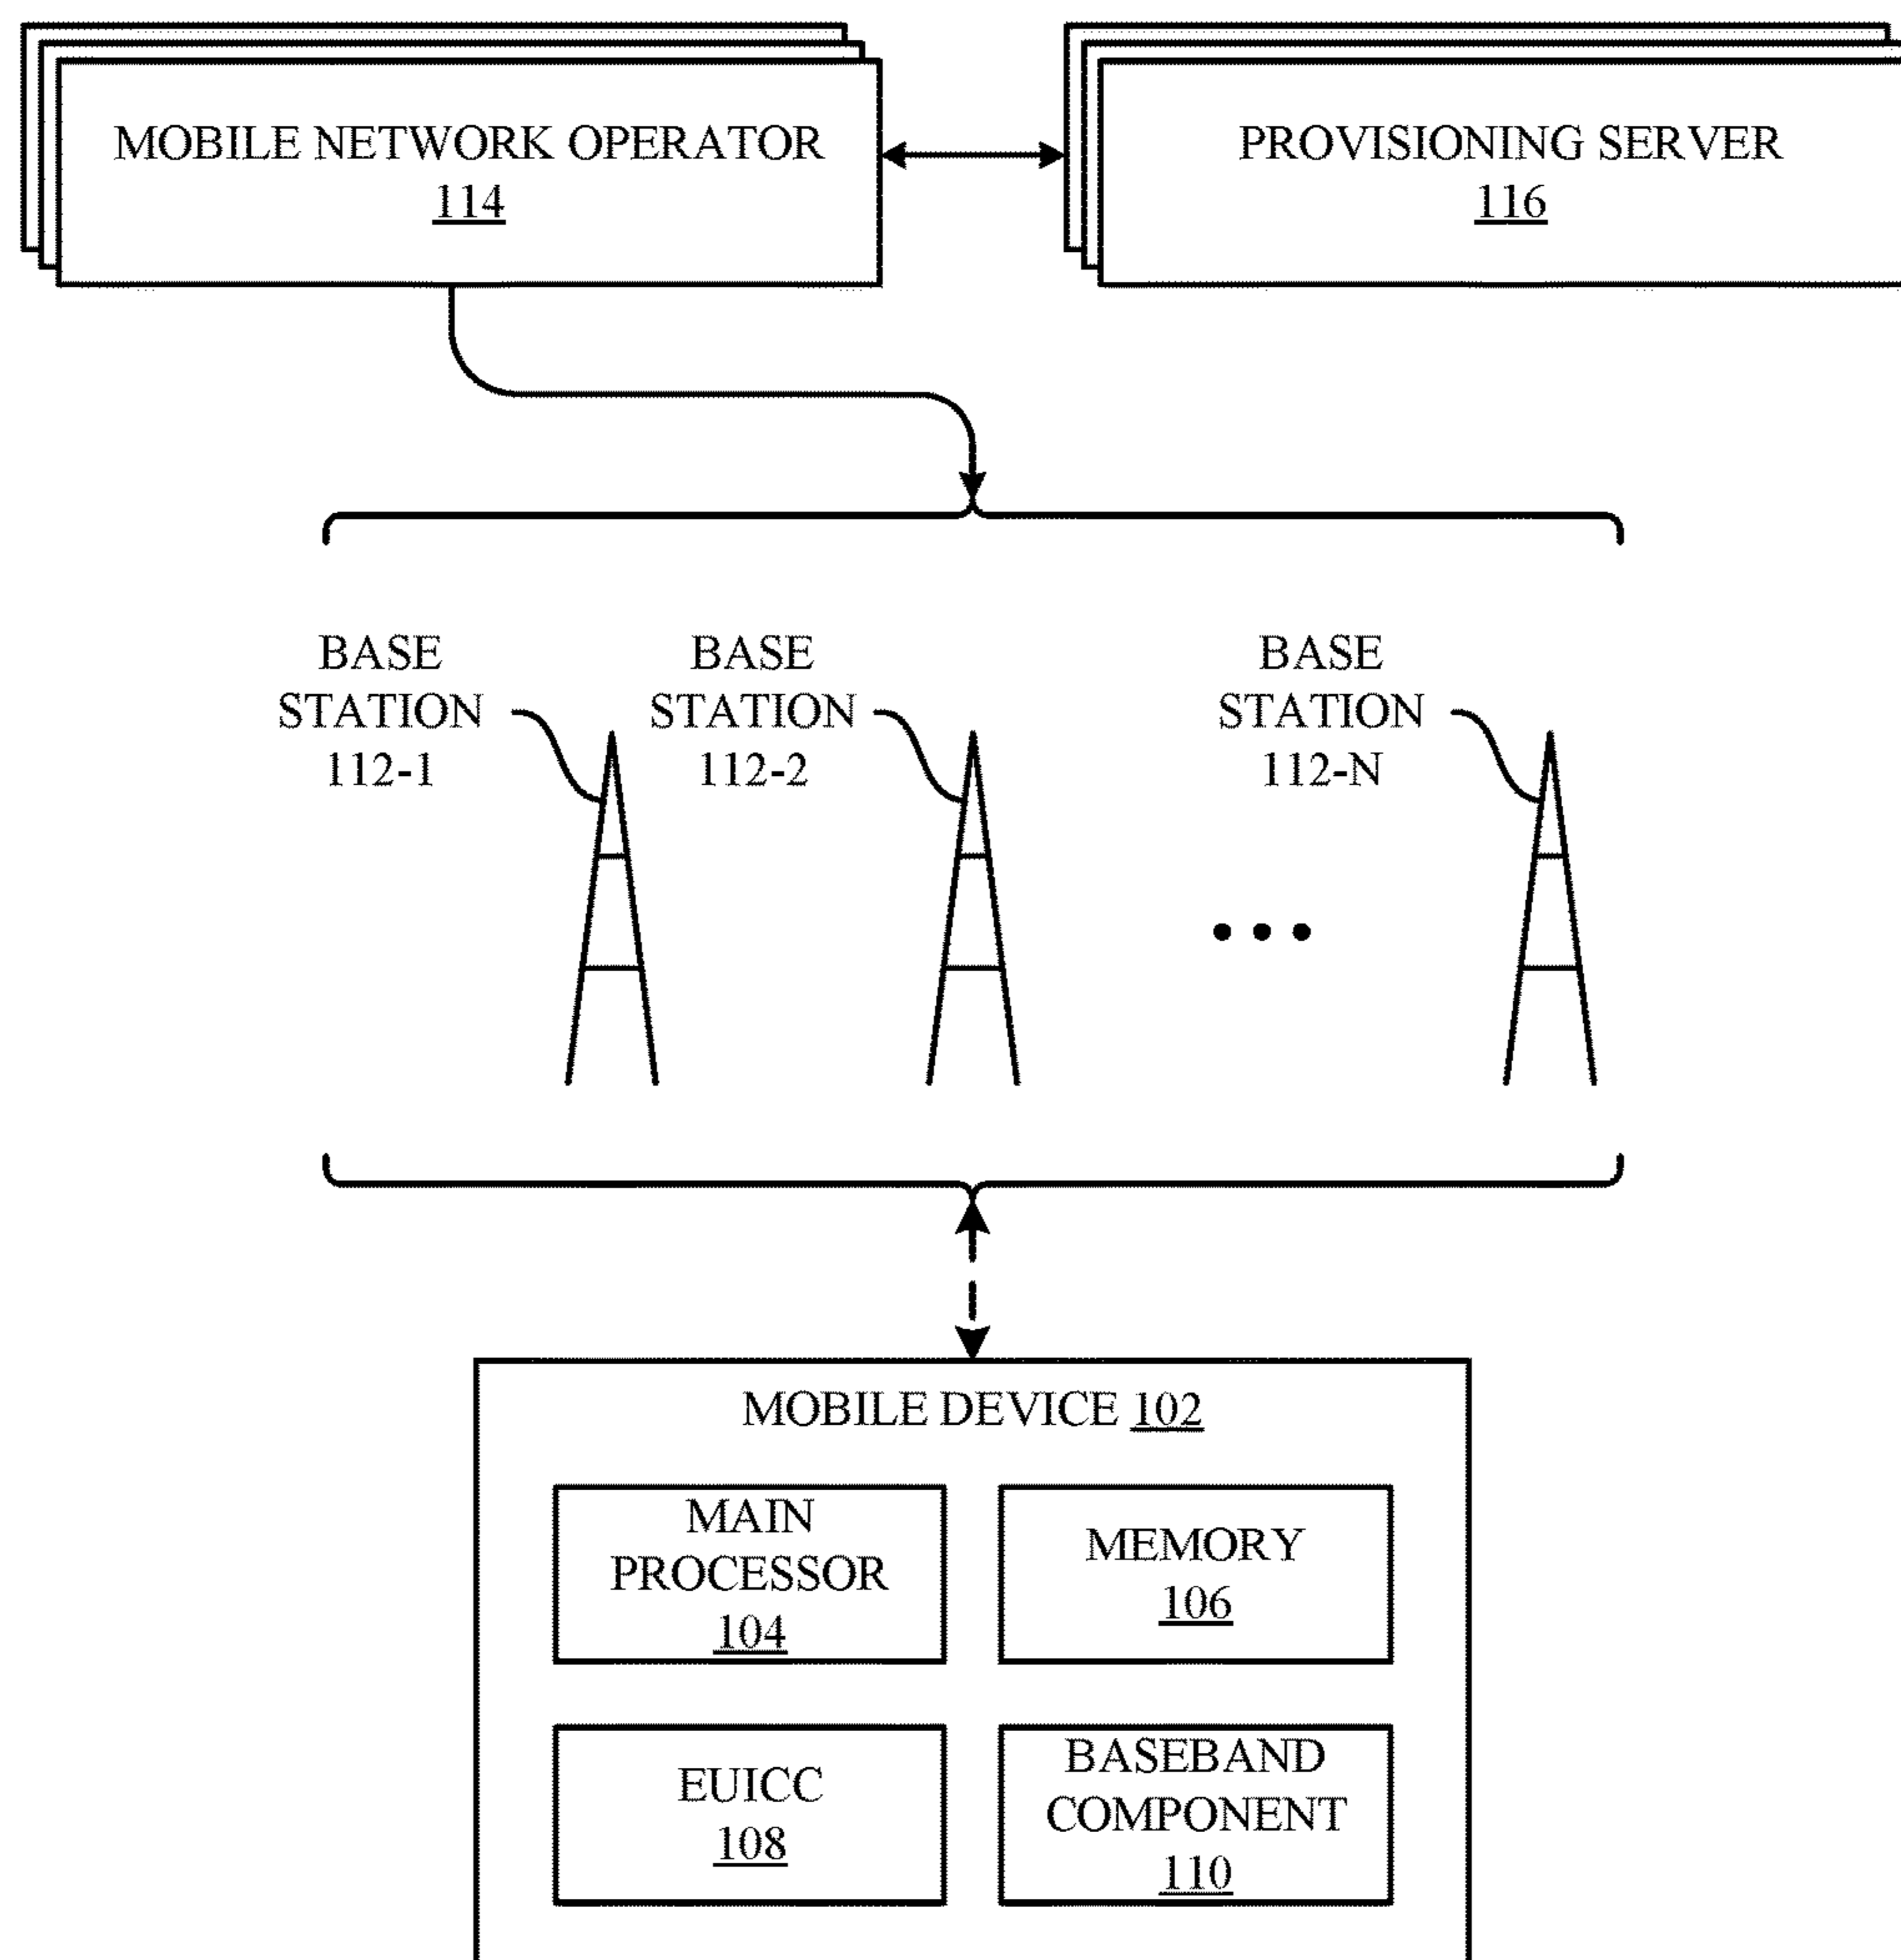 MOBILE NETWORK OPERATOR
114
PROVISIONING SERVER
116
BASE
STATION
112-1
BASE
STATION
112-2
BASE
STATION
112-N
MOBILE DEVICE 102
MAIN
PROCESSOR
104
MEMORY
106
EUICC
108
BASEBAND
COMPONENT
110